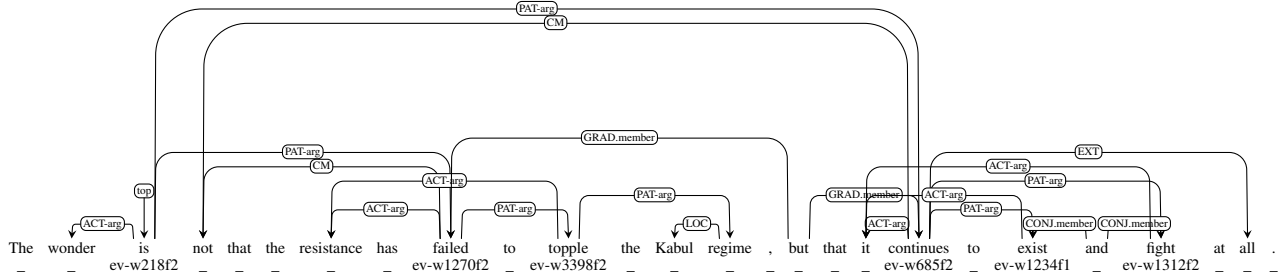 PAT-arg
CM
GRAD.member
PAT-arg EXT
CM ACT-arg
top ACT-arg PAT-arg
PAT-arg GRAD.member ACT-arg
ACT-arg PAT-arg PAT-arg
ACT-arg LOC ACT-arg CONJ.member CONJ.member
The wonder is not that the resistance has failed to topple the Kabul regime , but that it continues to exist and fight at all .
_ _ ev-w218f2 _ _ _ _ _ ev-w1270f2 _ ev-w3398f2 _ _ _ _ _ _ _ ev-w685f2 _ ev-w1234f1 _ ev-w1312f2 _ _ _